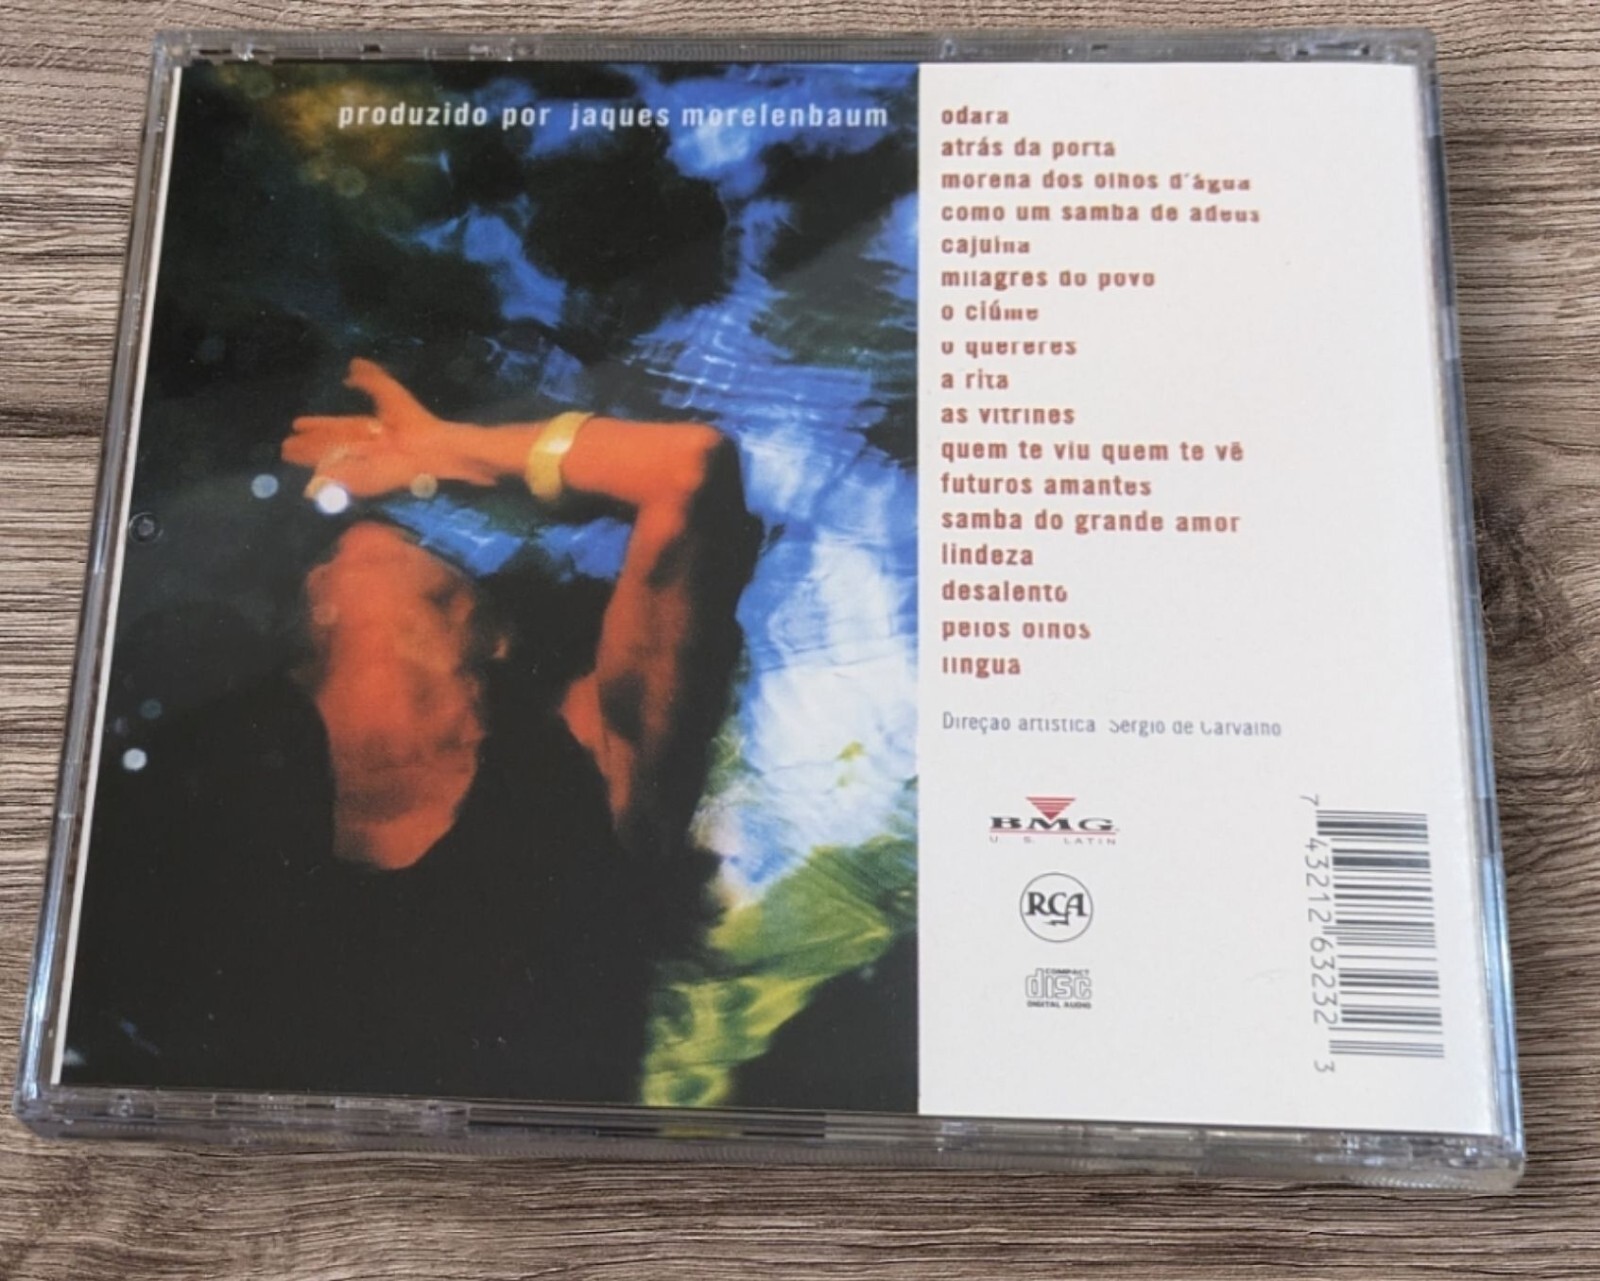 produzido por jaques morelenbaum
odara
atrás da porta
morena dos olhos d'água
como um samba de adeus
cajuína
milagres do povo
o ciúme
o quereres
a rita
as vitrines
quem te viu quem te vê
futuros amantes
samba do grande amor
lindeza
desalento
pelos olhos
língua
Direção artística Sérgio de Carvalho
BMG
U. S. LATIN
RCA
COMPACT
disc
DIGITAL AUDIO
7 43212 63232 3